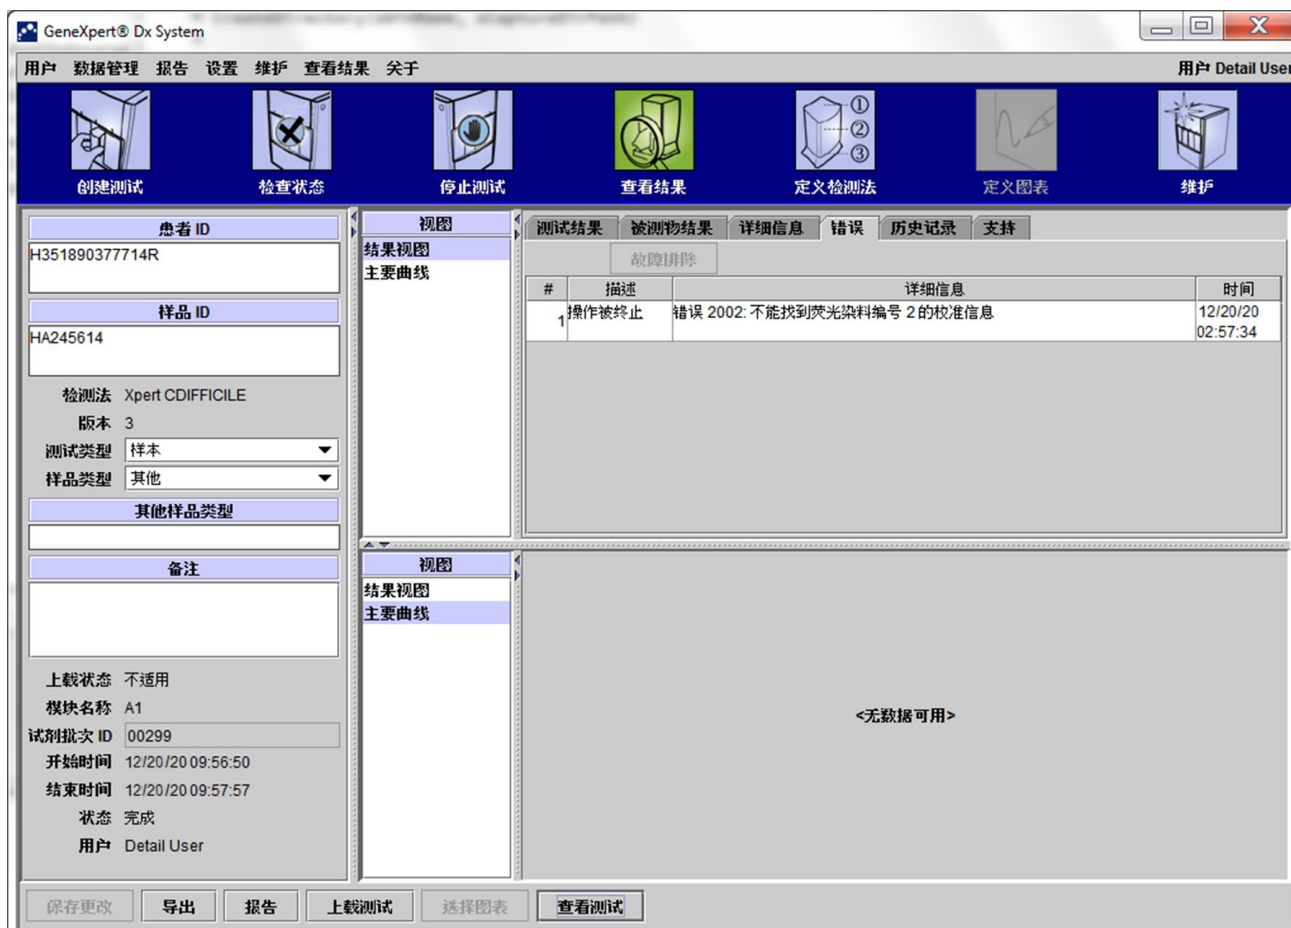 GeneXpert® Dx System
用户 数据管理 报告 设置 维护 查看结果 关于
用户 Detail User
创建测试 检查状态 停止测试 查看结果 定义检测法 定义图表 维护
① ② ③
患者 ID
H351890377714R
样品 ID
HA245614
检测法 Xpert CDIFFICILE
版本 3
测试类型 样本
样品类型 其他
其他样品类型
备注
上载状态 不适用
模块名称 A1
试剂批次 ID 00299
开始时间 12/20/20 09:56:50
结束时间 12/20/20 09:57:57
状态 完成
用户 Detail User
视图
结果视图
主要曲线
测试结果 被测物结果 详细信息 错误 历史记录 支持
故障排除
# 描述 详细信息 时间
1 操作被终止 错误 2002: 不能找到荧光染料编号 2 的校准信息 12/20/20
02:57:34
视图
结果视图
主要曲线
<无数据可用>
保存更改 导出 报告 上载测试 选择图表 查看测试